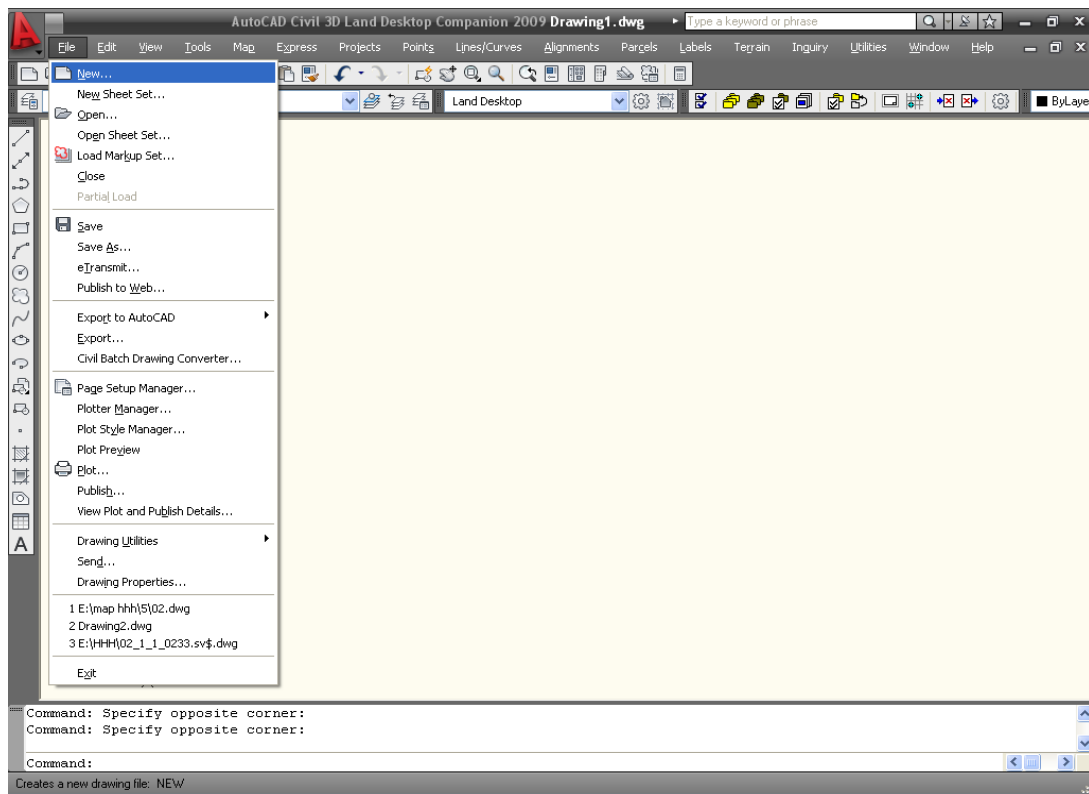 AutoCAD Civil 3D Land Desktop Companion 2009 Drawing1.dwg Type a keyword or phrase
File Edit View Tools Map Express Projects Points Lines/Curves Alignments Parcels Labels Terrain Inquiry Utilities Window Help
New...
New Sheet Set...
Land Desktop
ByLaye
Open...
Open Sheet Set...
Load Markup Set...
Close
Partial Load
Save
Save As...
eTransmit...
Publish to Web...
Export to AutoCAD
Export...
Civil Batch Drawing Converter...
Page Setup Manager...
Plotter Manager...
Plot Style Manager...
Plot Preview
Plot...
Publish...
View Plot and Publish Details...
A
Drawing Utilities
Send...
Drawing Properties...
1 E:\map hhh\5\02.dwg
2 Drawing2.dwg
3 E:\HHH\02_1_1_0233.sv$.dwg
Exit
Command: Specify opposite corner:
Command: Specify opposite corner:
Command:
Creates a new drawing file: NEW